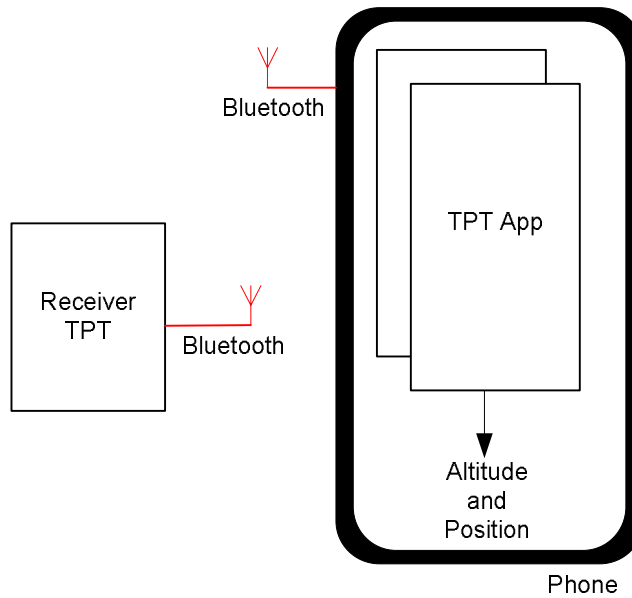 Bluetooth
TPT App
Receiver
TPT
Bluetooth
Altitude
and
Position
Phone